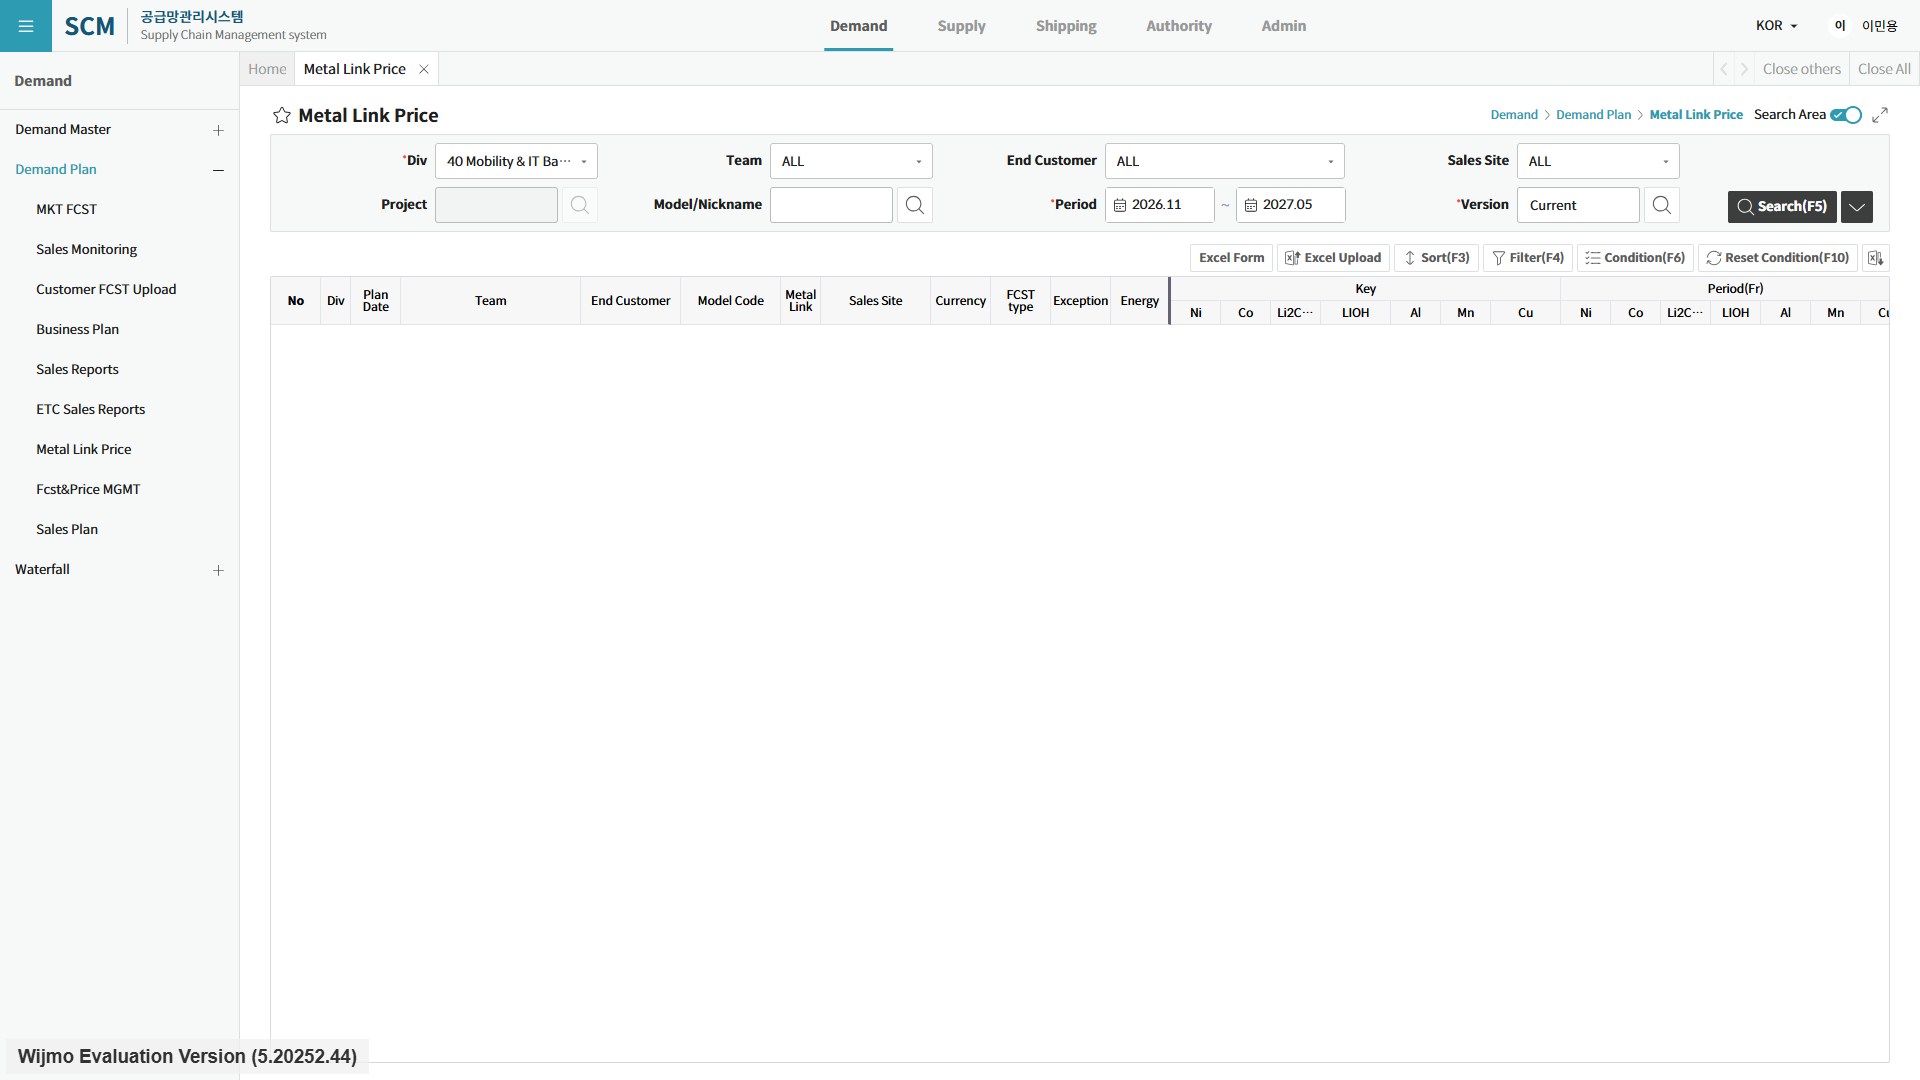 SCM 공급망관리시스템
Supply Chain Management system
Demand Supply Shipping Authority Admin
KOR 이 이민용
Demand
Home Metal Link Price
Close others Close All
Demand Master
Demand Plan
MKT FCST
Sales Monitoring
Customer FCST Upload
Business Plan
Sales Reports
ETC Sales Reports
Metal Link Price
Fcst&Price MGMT
Sales Plan
Waterfall
Metal Link Price
Demand > Demand Plan > Metal Link Price Search Area
*Div 40 Mobility & IT Ba··· Team ALL End Customer ALL Sales Site ALL
Project Model/Nickname *Period 2026.11 ~ 2027.05 *Version Current Search(F5)
Excel Form Excel Upload Sort(F3) Filter(F4) Condition(F6) Reset Condition(F10)
No Div Plan Date Team End Customer Model Code Metal Link Sales Site Currency FCST type Exception Energy Key Period(Fr)
Ni Co Li2C··· LIOH Al Mn Cu Ni Co Li2C··· LIOH Al Mn
Wijmo Evaluation Version (5.20252.44)